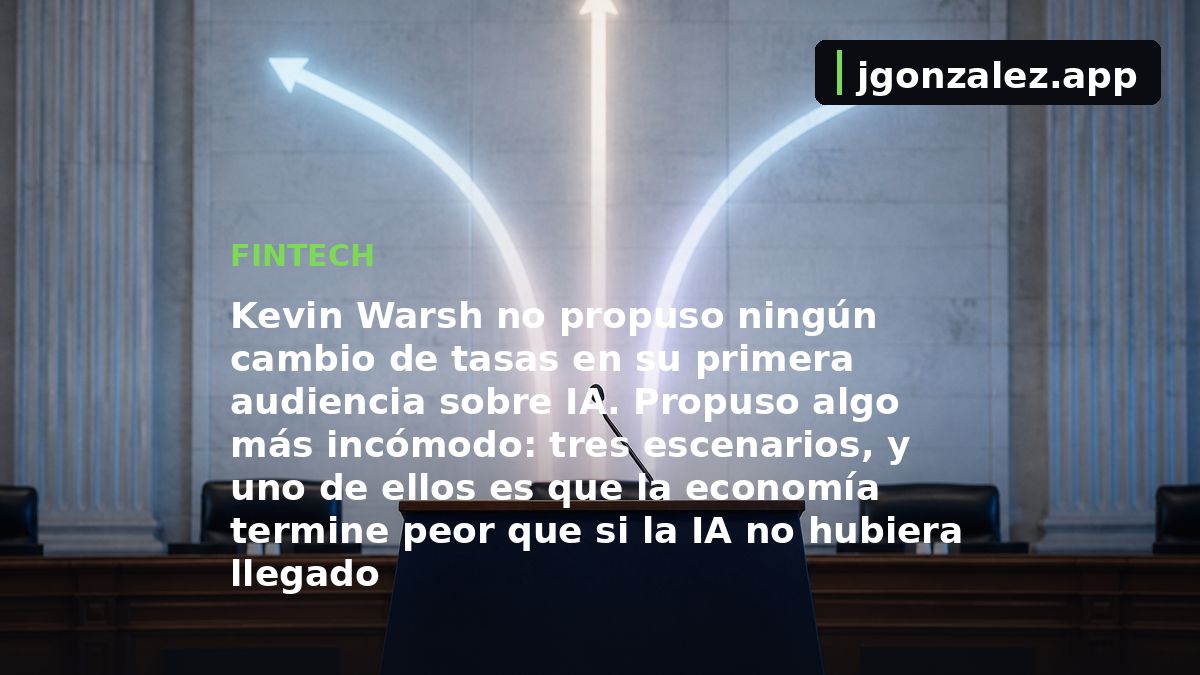 jgonzalez.app
FINTECH
Kevin Warsh no propuso ningún
cambio de tasas en su primera
audiencia sobre IA. Propuso algo
más incómodo: tres escenarios, y
uno de ellos es que la economía
termine peor que si la IA no hubiera
llegado